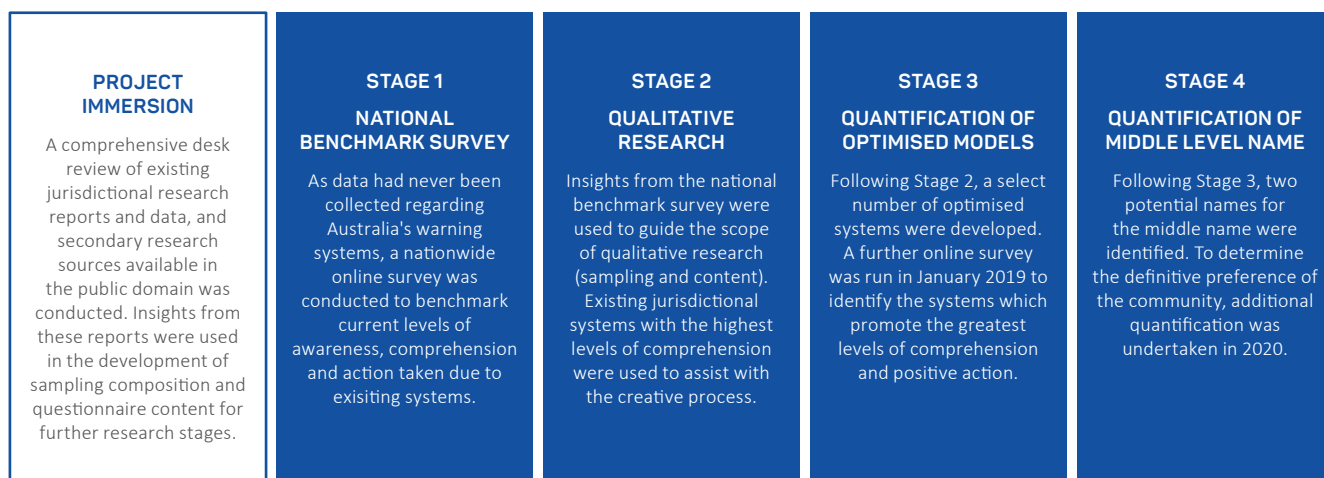 PROJECT
IMMERSION
A comprehensive desk
review of existing
jurisdictional research
reports and data, and
secondary research
sources available in
the public domain was
conducted. Insights from
these reports were used
in the development of
sampling composition and
questionnaire content for
further research stages.
STAGE 1
NATIONAL
BENCHMARK SURVEY
As data had never been
collected regarding
Australia's warning
systems, a nationwide
online survey was
conducted to benchmark
current levels of
awareness, comprehension
and action taken due to
exisiting systems.
STAGE 2
QUALITATIVE
RESEARCH
Insights from the national
benchmark survey were
used to guide the scope
of qualitative research
(sampling and content).
Existing jurisdictional
systems with the highest
levels of comprehension
were used to assist with
the creative process.
STAGE 3
QUANTIFICATION OF
OPTIMISED MODELS
Following Stage 2, a select
number of optimised
systems were developed.
A further online survey
was run in January 2019 to
identify the systems which
promote the greatest
levels of comprehension
and positive action.
STAGE 4
QUANTIFICATION OF
MIDDLE LEVEL NAME
Following Stage 3, two
potential names for
the middle name were
identified. To determine
the definitive preference of
the community, additional
quantification was
undertaken in 2020.